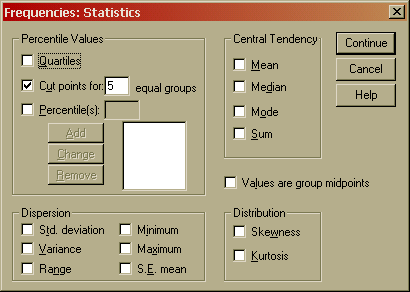 Frequencies: Statistics
Percentile Values
Quartiles
Cut points for: 5 equal groups
Percentile(s):
Add
Change
Remove
Central Tendency
Mean
Median
Mode
Sum
Continue
Cancel
Help
Values are group midpoints
Dispersion
Std. deviation
Minimum
Variance
Maximum
Range
S.E. mean
Distribution
Skewness
Kurtosis